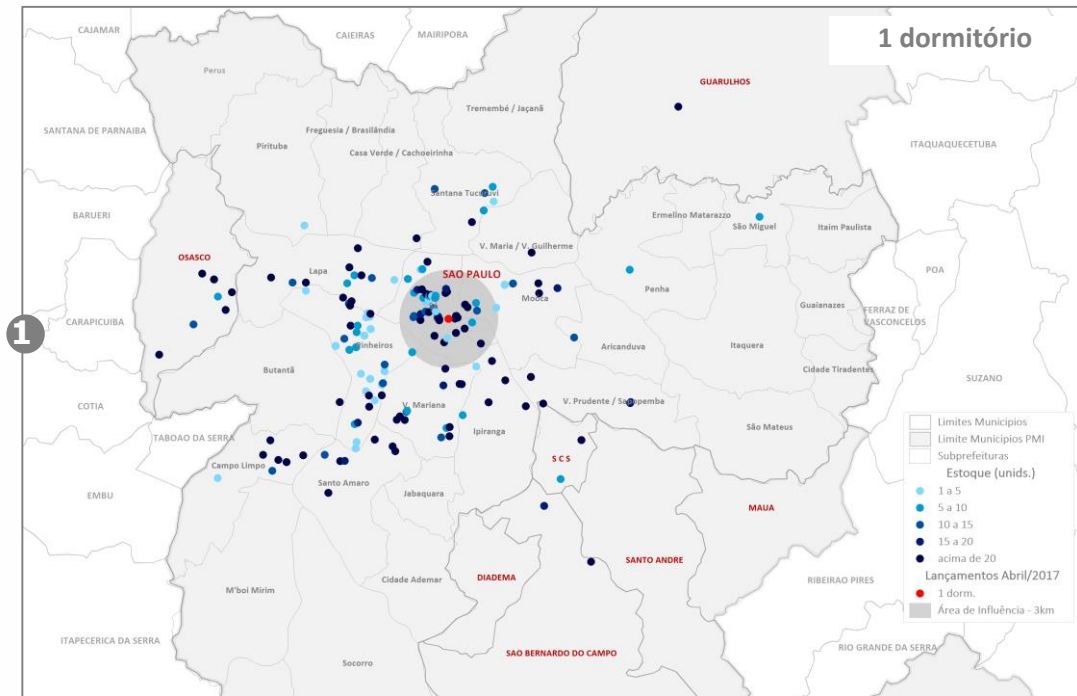 1 dormitório
CAJAMAR
CAIEIRAS
MAIRIPORA
Perus
GUARULHOS
Tremembé / Jaçanã
SANTANA DE PARNAIBA
Freguesia / Brasilândia
Pirituba
Casa Verde / Cachoeirinha
ITAQUAQUECETUBA
Santana Tucuruvi
BARUERI
Ermelino Matarazzo
São Miguel
Itaim Paulista
V. Maria / V. Guilherme
OSASCO
Lapa
SAO PAULO
POA
Penha
Mooca
Guaianazes
CARAPICUIBA
FERRAZ DE
VASCONCELOS
1
Pinheiros
Aricanduva
Itaquera
Butantã
Cidade Tiradentes
SUZANO
COTIA
V. Mariana
V. Prudente / Sapopemba
TABOAO DA SERRA
Ipiranga
São Mateus
Campo Limpo
S C S
EMBU
Santo Amaro
Jabaquara
MAUA
SANTO ANDRE
Cidade Ademar
DIADEMA
M'boi Mirim
RIBEIRAO PIRES
ITAPECERICA DA SERRA
SAO BERNARDO DO CAMPO
RIO GRANDE DA SERRA
Socorro
Limites Municipios
Limite Municipios PMI
Subprefeituras
Estoque (unids.)
1 a 5
5 a 10
10 a 15
15 a 20
acima de 20
Lançamentos Abril/2017
1 dorm.
Área de Influência - 3km